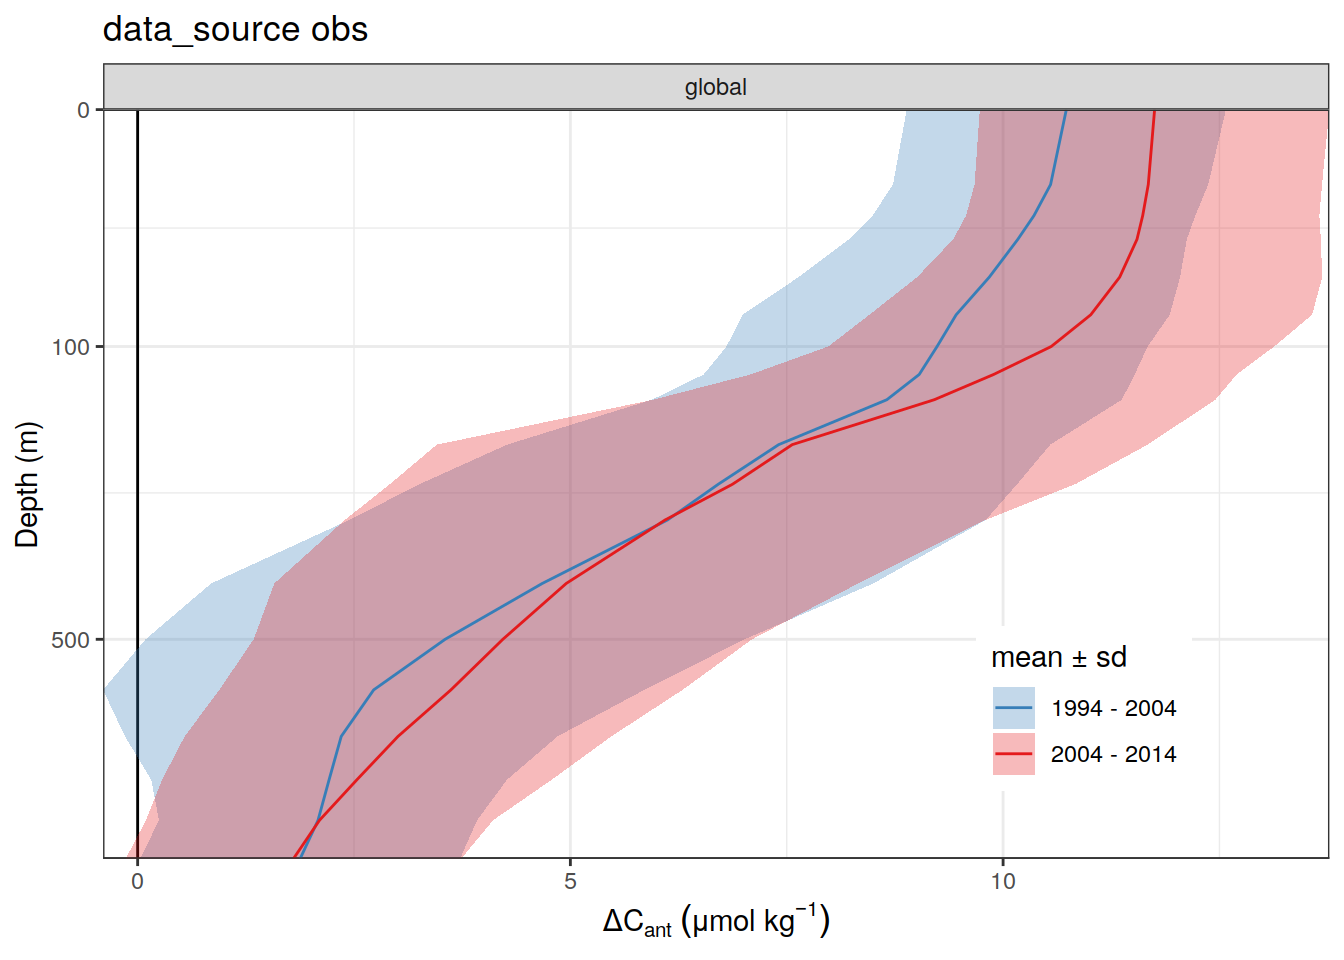 data_source obs
global
0
100
500
Depth (m)
mean ± sd
1994 - 2004
2004 - 2014
0 5 10
ΔCant (μmol kg⁻¹)